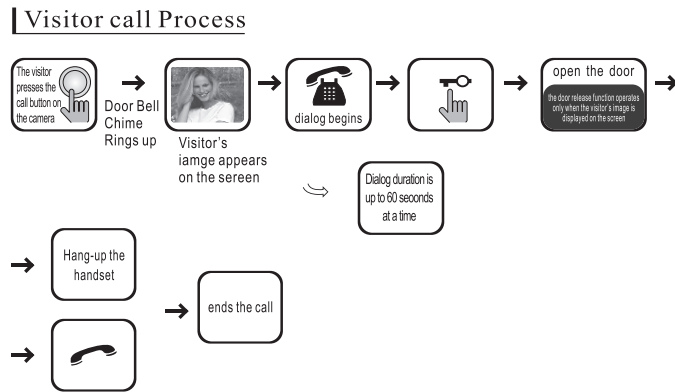 Visitor call Process
The visitor
presses the
call button on
the camera
Door Bell
Chime
Rings up
Visitor's
iamge appears
on the sereen
dialog begins
open the door
the door release function operates
only when the visitor's image is
displayed on the screen
Dialog duration is
up to 60 seoonds
at a time
Hang-up the
handset
ends the call